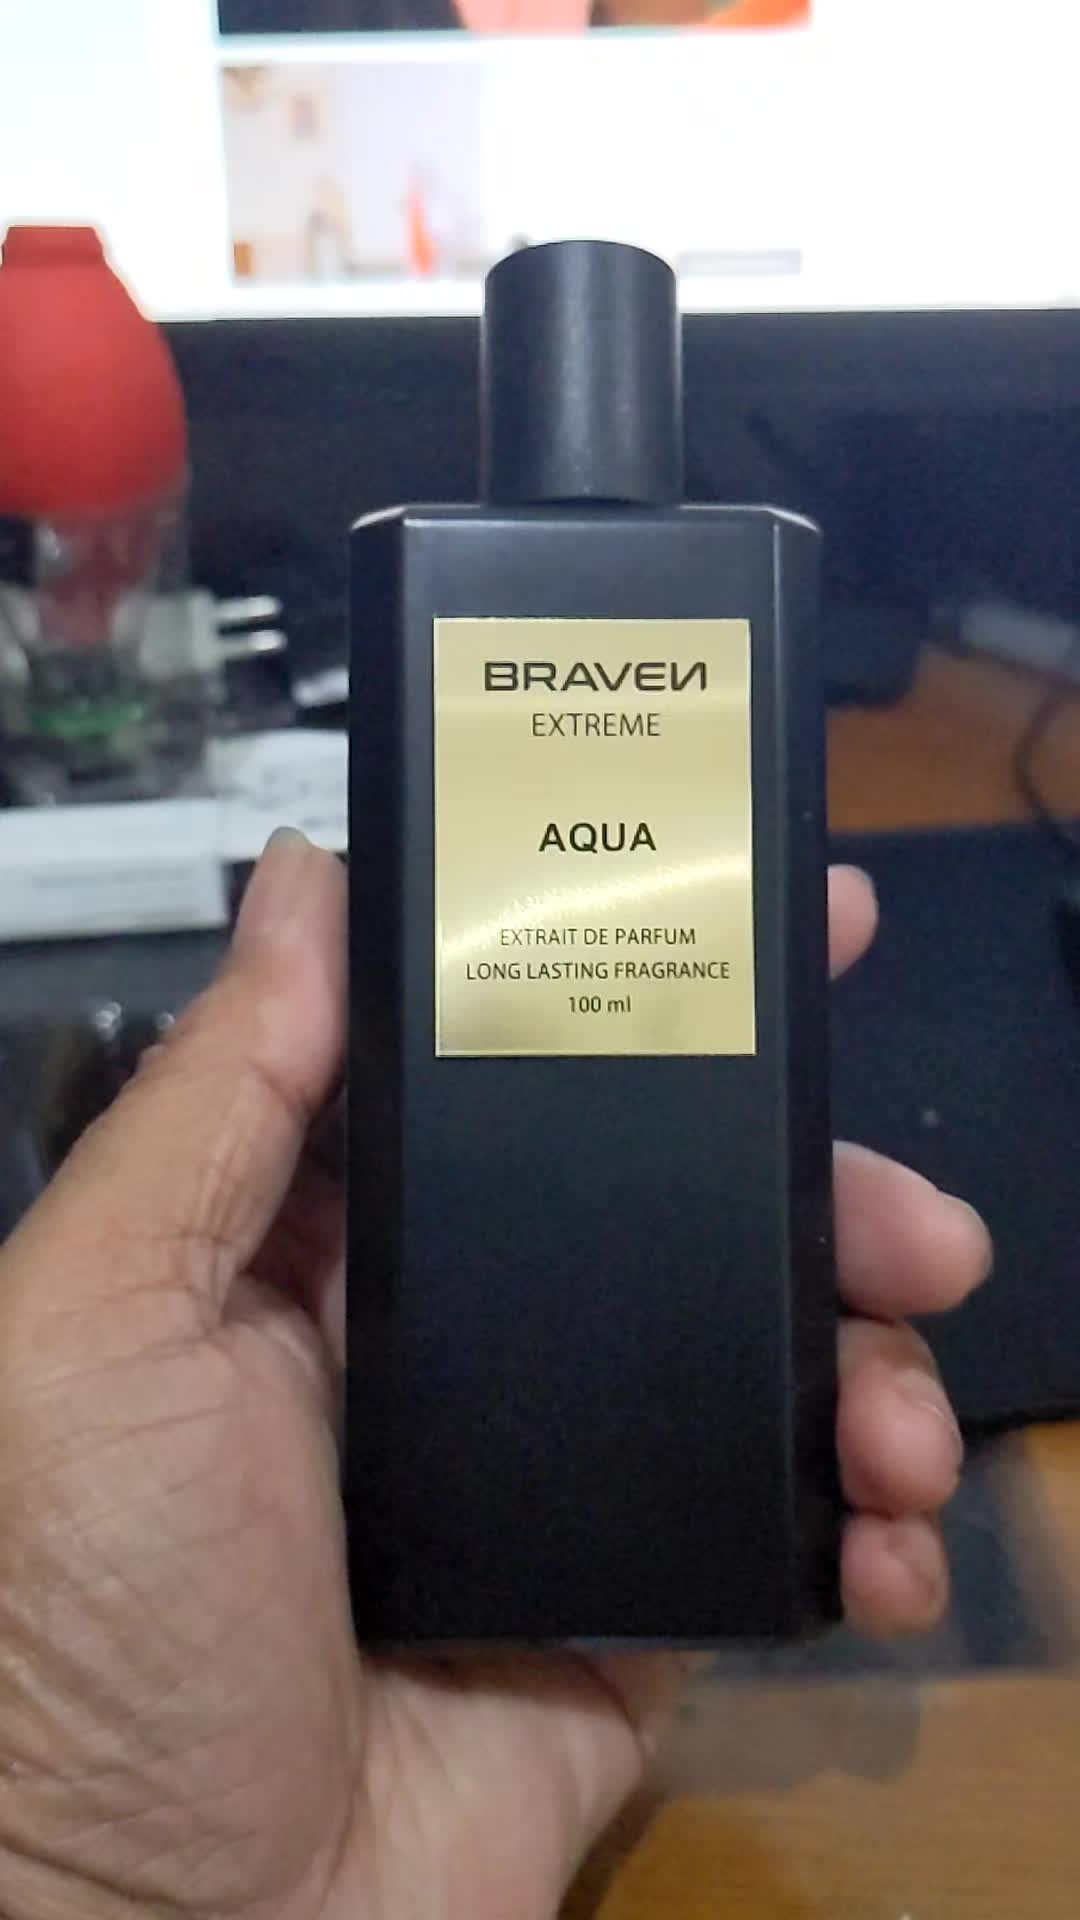 BRAVEN
EXTREME
AQUA
EXTRAIT DE PARFUM
LONG LASTING FRAGRANCE
100 ml